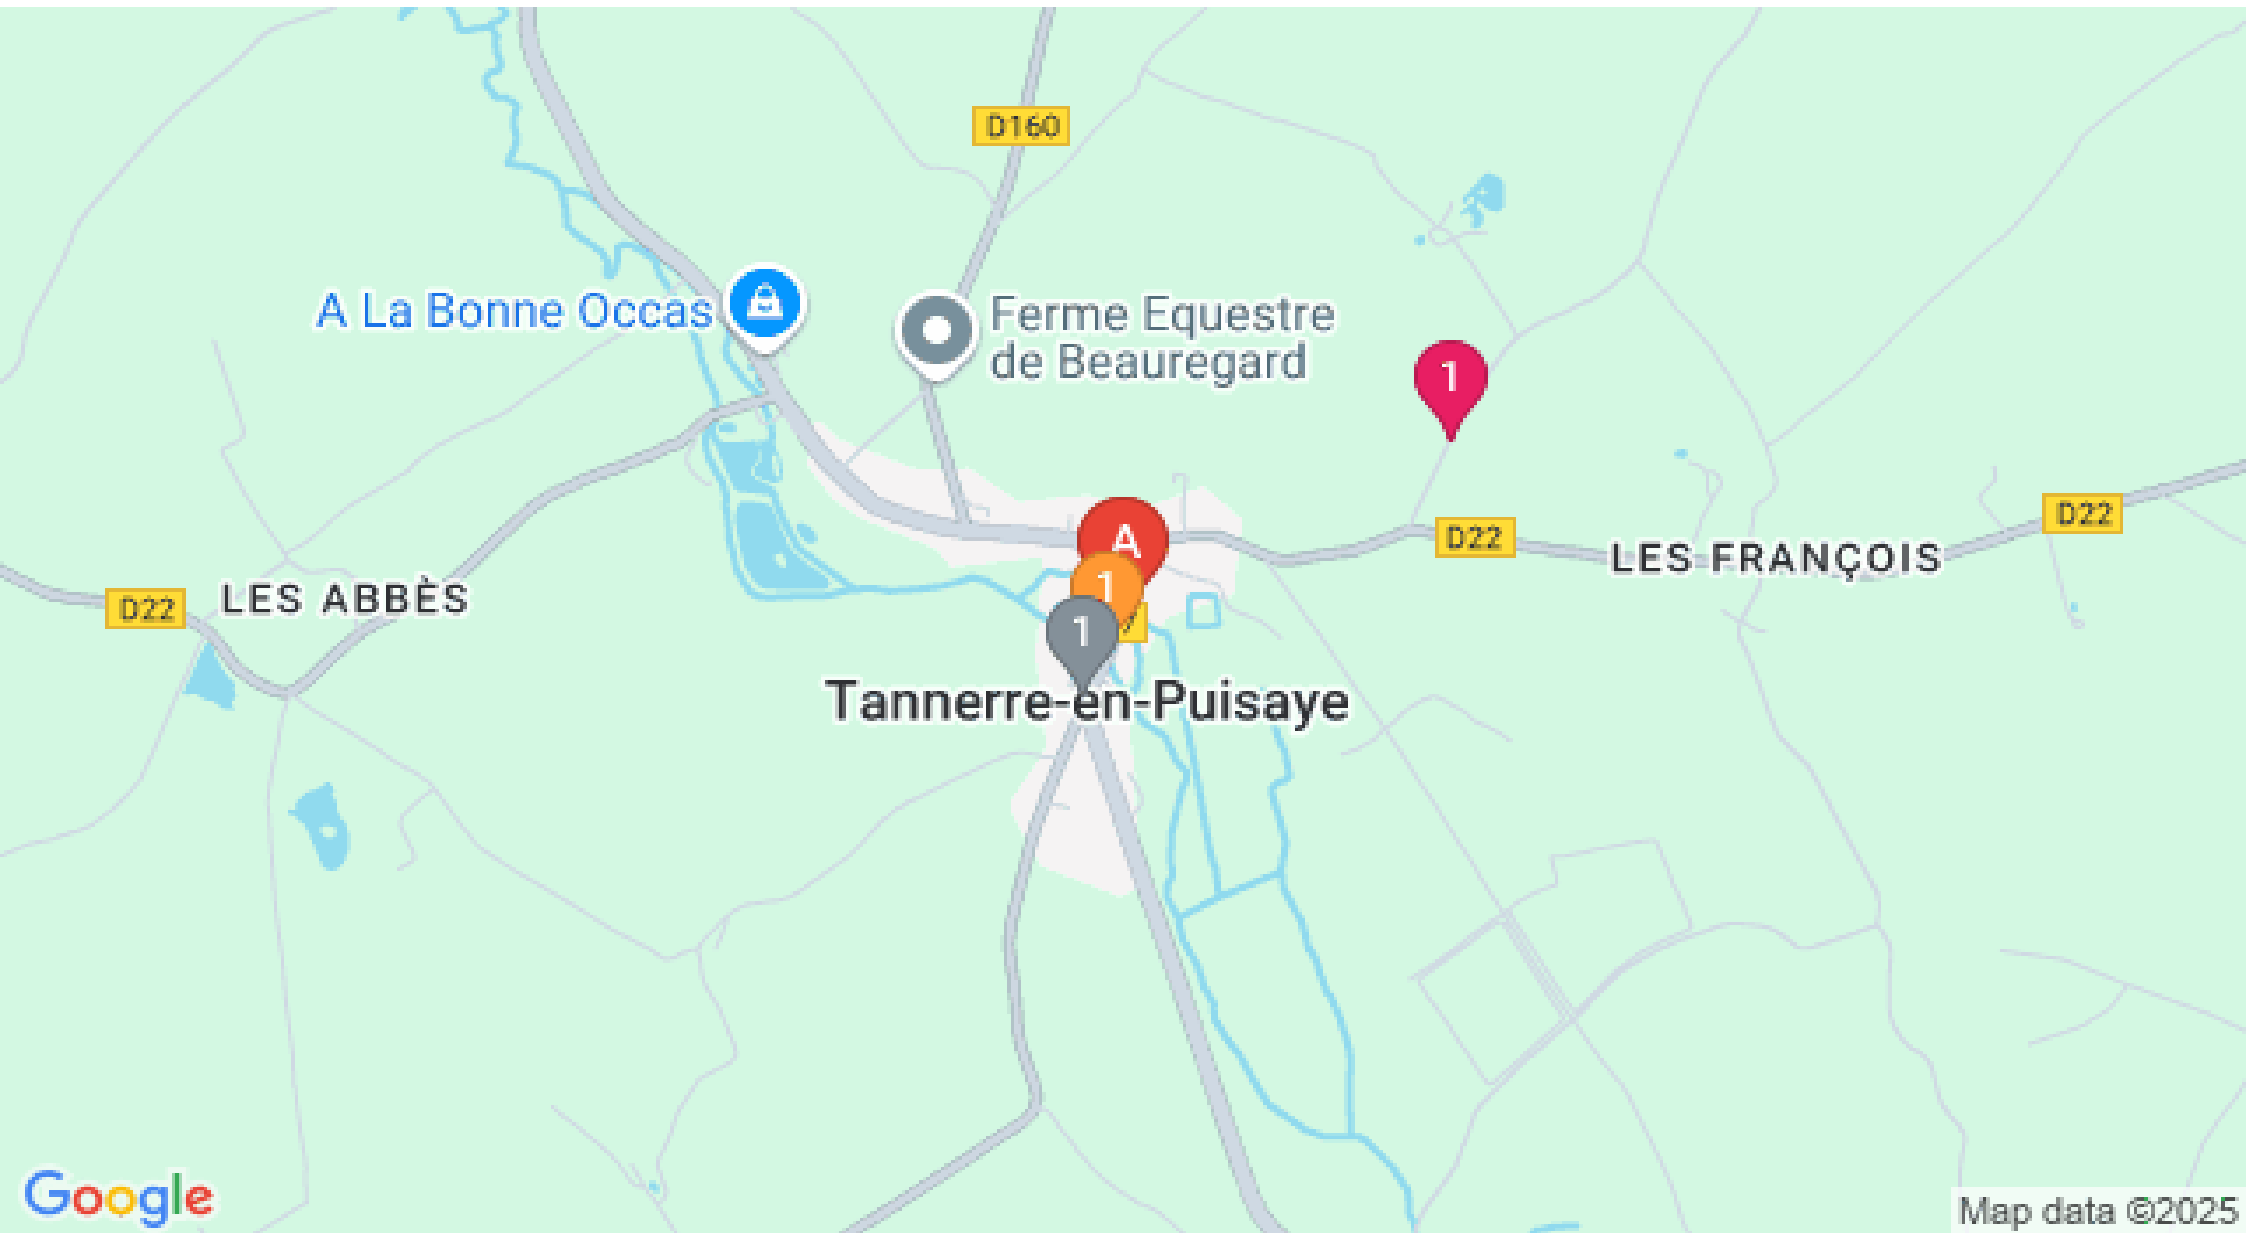 D160
A La Bonne Occas
Ferme Equestre
de Beauregard
1
D22
A
D22
LES FRANÇOIS
1
LES ABBÈS
D22
1
Tannerre-en-Puisaye
Google
Map data ©2025